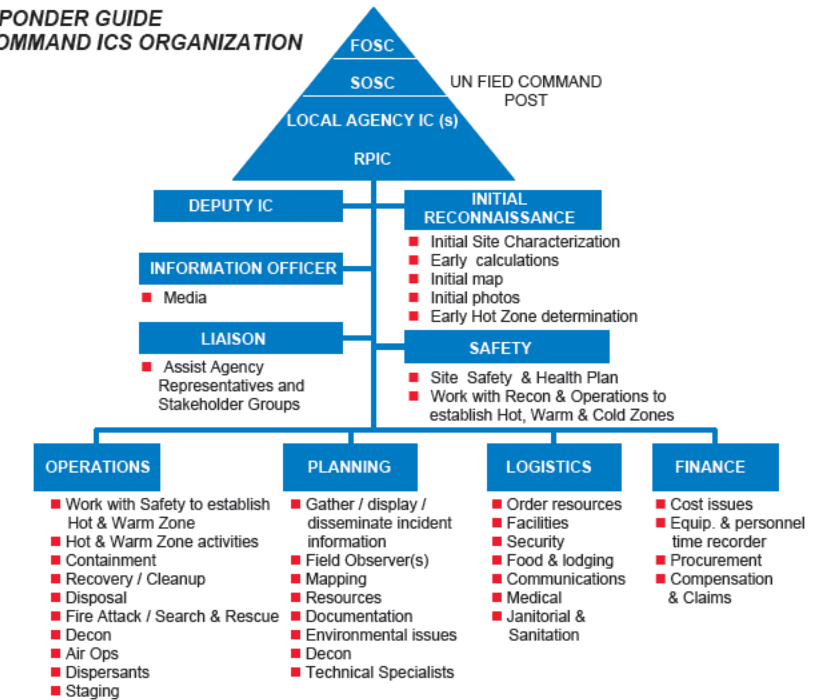 PONDER GUIDE
OMMAND ICS ORGANIZATION
FOSC
SOSC
UN FIED COMMAND
POST
LOCAL AGENCY IC (s)
RPIC
DEPUTY IC
INITIAL
RECONNAISSANCE
Initial Site Characterization
Early calculations
Initial map
Initial photos
Early Hot Zone determination
INFORMATION OFFICER
Media
LIAISON
Assist Agency
Representatives and
Stakeholder Groups
SAFETY
Site Safety & Health Plan
Work with Recon & Operations to
establish Hot, Warm & Cold Zones
OPERATIONS
Work with Safety to establish
Hot & Warm Zone
Hot & Warm Zone activities
Containment
Recovery / Cleanup
Disposal
Fire Attack / Search & Rescue
Decon
Air Ops
Dispersants
Staging
PLANNING
Gather / display /
disseminate incident
information
Field Observer(s)
Mapping
Resources
Documentation
Environmental issues
Decon
Technical Specialists
LOGISTICS
Order resources
Facilities
Security
Food & lodging
Communications
Medical
Janitorial &
Sanitation
FINANCE
Cost issues
Equip. & personnel
time recorder
Procurement
Compensation
& Claims